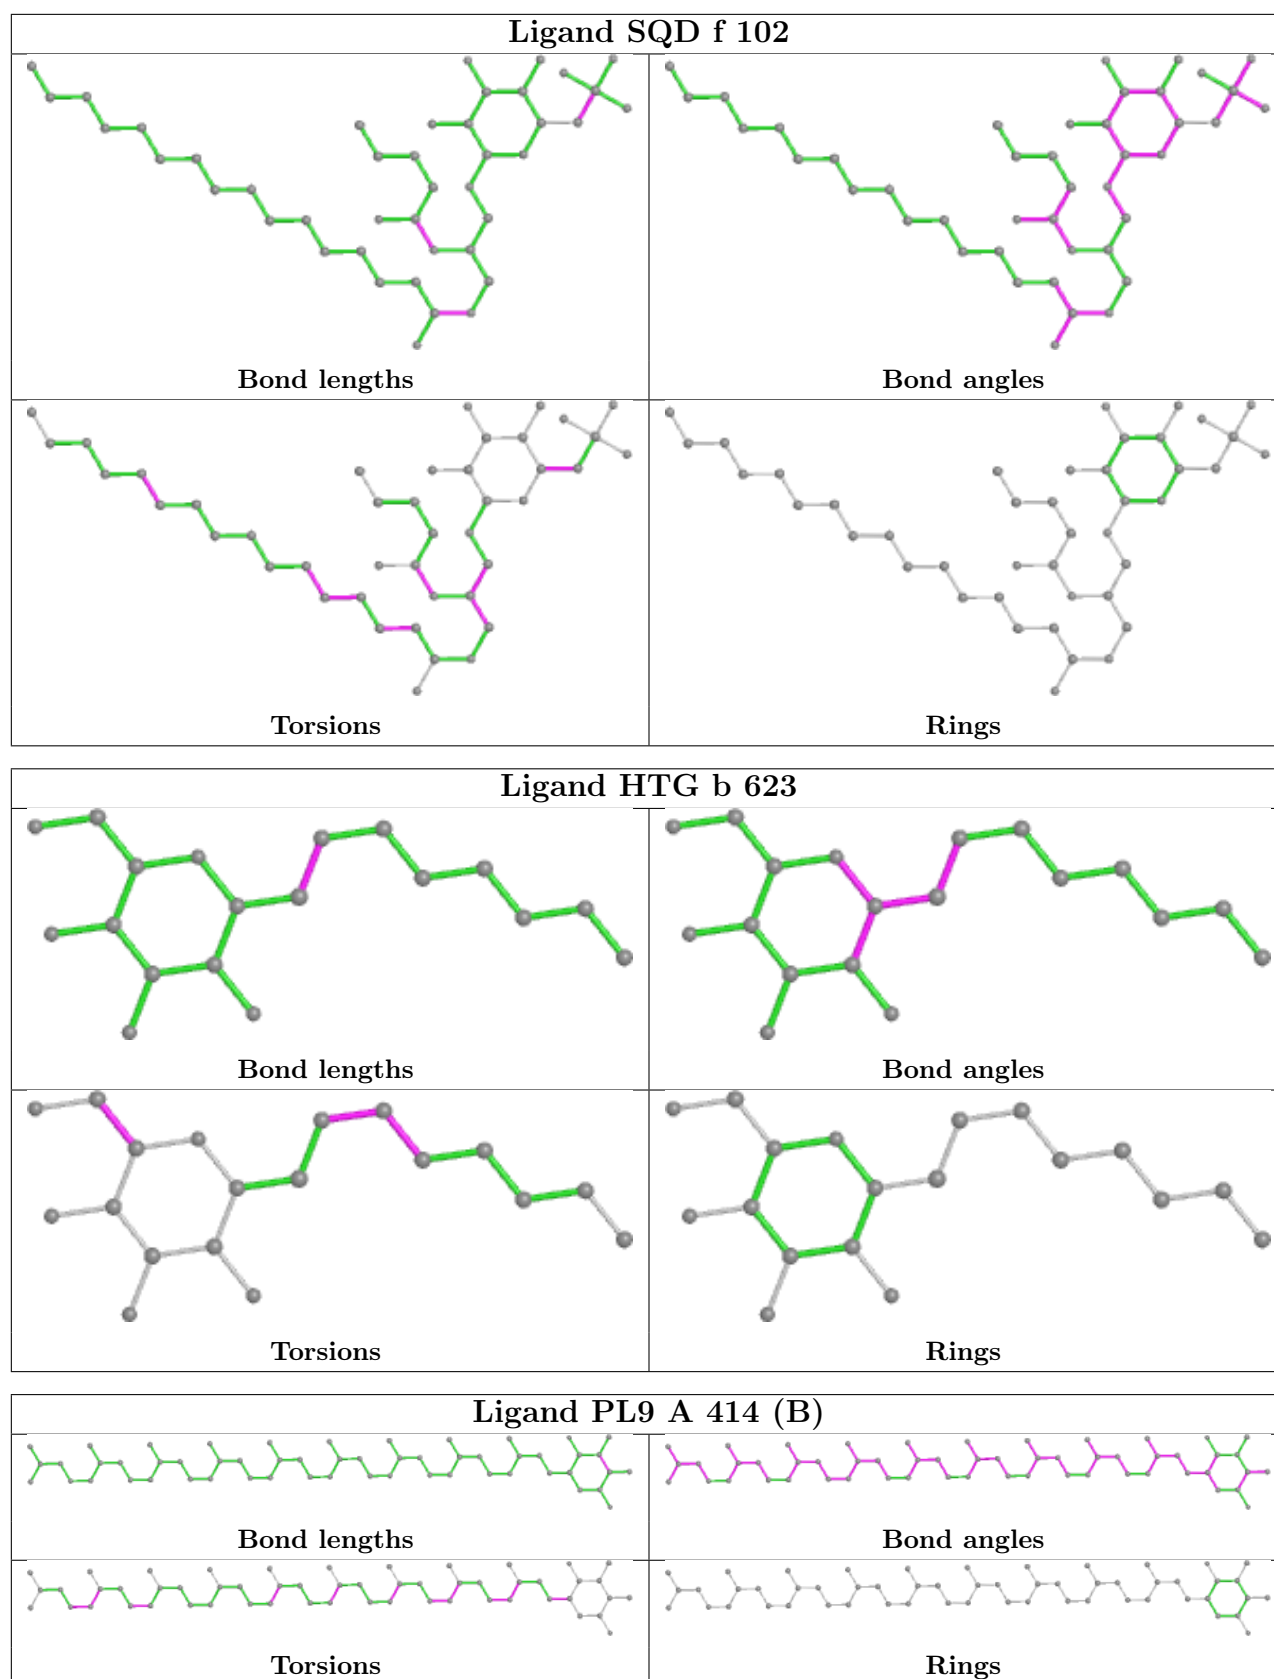 Ligand SQD f 102
Bond lengths
Bond angles
Torsions
Rings
Ligand HTG b 623
Bond lengths
Bond angles
Torsions
Rings
Ligand PL9 A 414 (B)
Bond lengths
Bond angles
Torsions
Rings